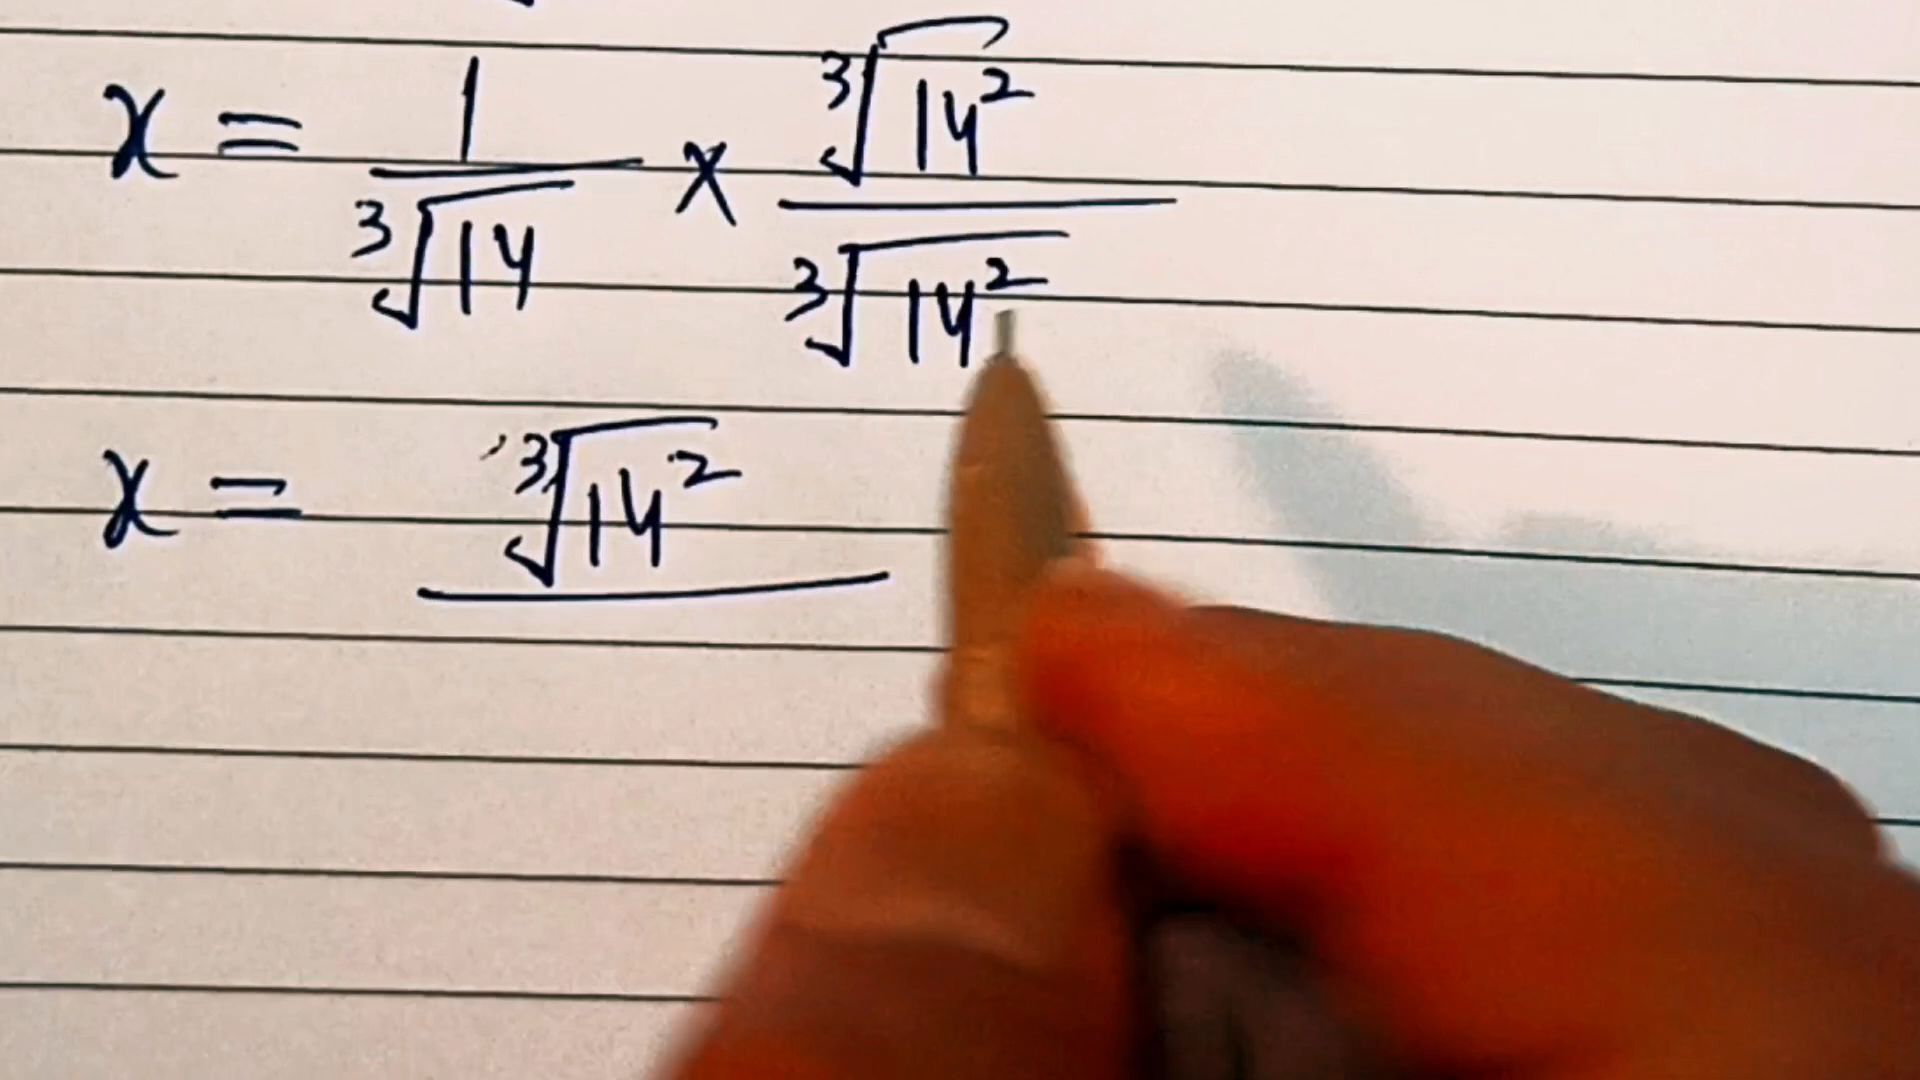 x = 1/∛14 × ∛14²/∛14²
x = ∛14²